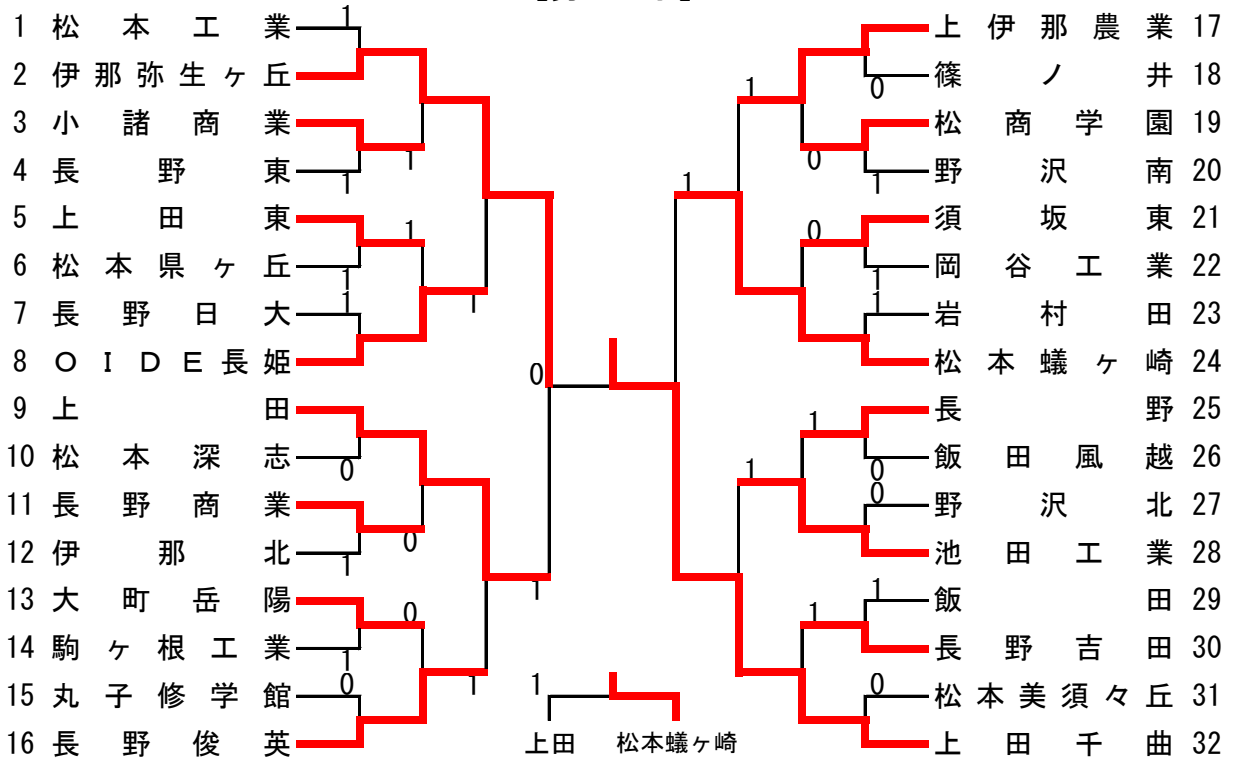 1 松本工業
2 伊那弥生ヶ丘
3 小諸商業
4 長野東
5 上田東
6 松本県ヶ丘
7 長野日大
8 OIDE長姫
9 上田
10 松本深志
11 長野商業
12 伊那北
13 大町岳陽
14 駒ヶ根工業
15 丸子修学館
16 長野俊英
1
1
1
1
1
1
0
1
0
1
0
1
0
1
1
0
1
1
0
1
0
0
1
1
1
0
0
1
1
1
0
1
上田 松本蟻ヶ崎
上伊那農業 17
篠ノ井 18
松商学園 19
野沢南 20
須坂東 21
岡谷工業 22
岩村田 23
松本蟻ヶ崎 24
長野 25
飯田風越 26
野沢北 27
池田工業 28
飯田 29
長野吉田 30
松本美須々丘 31
上田千曲 32